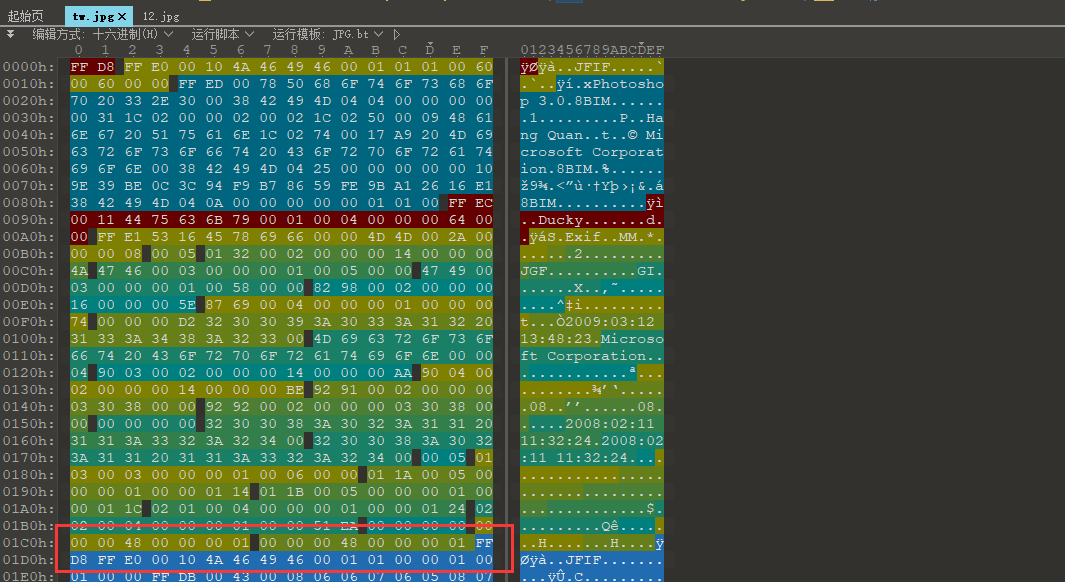 起始页 tw.jpg × 12.jpg
编辑方式: 十六进制(H) 运行脚本 运行模板: JPG.bt
0 1 2 3 4 5 6 7 8 9 A B C D E F 0123456789ABCDEF
0000h: FF D8 FF E0 00 10 4A 46 49 46 00 01 01 01 00 60 ÿØÿà..JFIF.....`
0010h: 00 60 00 00 FF ED 00 78 50 68 6F 74 6F 73 68 6F .`..ÿí.xPhotosho
0020h: 70 20 33 2E 30 00 38 42 49 4D 04 04 00 00 00 00 p 3.0.8BIM......
0030h: 00 31 1C 02 00 00 02 00 02 1C 02 50 00 09 48 61 .1.........P..Ha
0040h: 6E 67 20 51 75 61 6E 1C 02 74 00 17 A9 20 4D 69 ng Quan..t..© Mi
0050h: 63 72 6F 73 6F 66 74 20 43 6F 72 70 6F 72 61 74 crosoft Corporat
0060h: 69 6F 6E 00 38 42 49 4D 04 25 00 00 00 00 00 10 ion.8BIM.%......
0070h: 9E 39 BE 0C 3C 94 F9 B7 86 59 FE 9B A1 26 16 E1 ž9¾.<”ù·†Yþ›¡&.á
0080h: 38 42 49 4D 04 0A 00 00 00 00 00 01 01 00 FF EC 8BIM..........ÿì
0090h: 00 11 44 75 63 6B 79 00 01 00 04 00 00 00 64 00 ..Ducky.......d.
00A0h: 00 FF E1 53 16 45 78 69 66 00 00 4D 4D 00 2A 00 .ÿáS.Exif..MM.*.
00B0h: 00 00 08 00 05 01 32 00 02 00 00 00 14 00 00 00 ......2.........
00C0h: 4A 47 46 00 03 00 00 00 01 00 05 00 00 47 49 00 JGF..........GI.
00D0h: 03 00 00 00 01 00 58 00 00 82 98 00 02 00 00 00 ......X..‚˜.....
00E0h: 16 00 00 00 5E 87 69 00 04 00 00 00 01 00 00 00 ....^‡i.........
00F0h: 74 00 00 00 D2 32 30 30 39 3A 30 33 3A 31 32 20 t...Ò2009:03:12
0100h: 31 33 3A 34 38 3A 32 33 00 4D 69 63 72 6F 73 6F 13:48:23.Microso
0110h: 66 74 20 43 6F 72 70 6F 72 61 74 69 6F 6E 00 00 ft Corporation..
0120h: 04 90 03 00 02 00 00 00 14 00 00 00 AA 90 04 00 ............ª...
0130h: 02 00 00 00 14 00 00 00 BE 92 91 00 02 00 00 00 ........¾’‘.....
0140h: 03 30 38 00 00 92 92 00 02 00 00 00 03 30 38 00 .08..’’......08.
0150h: 00 00 00 00 00 32 30 30 38 3A 30 32 3A 31 31 20 .....2008:02:11
0160h: 31 31 3A 33 32 3A 32 34 00 32 30 30 38 3A 30 32 11:32:24.2008:02
0170h: 3A 31 31 20 31 31 3A 33 32 3A 32 34 00 00 05 01 :11 11:32:24....
0180h: 03 00 03 00 00 00 01 00 06 00 00 01 1A 00 05 00 ................
0190h: 00 00 01 00 00 01 14 01 1B 00 05 00 00 00 01 00 ................
01A0h: 00 01 1C 02 01 00 04 00 00 00 01 00 00 01 24 02 ..............$.
01B0h: 02 00 04 00 00 00 01 00 00 51 EA 00 00 00 00 00 .........Qê.....
01C0h: 00 00 48 00 00 00 01 00 00 00 48 00 00 00 01 FF ..H.......H....ÿ
01D0h: D8 FF E0 00 10 4A 46 49 46 00 01 01 00 00 01 00 Øÿà..JFIF.......
01E0h: 01 00 00 FF DB 00 43 00 08 06 06 07 06 05 08 07 ...ÿÛ.C.........